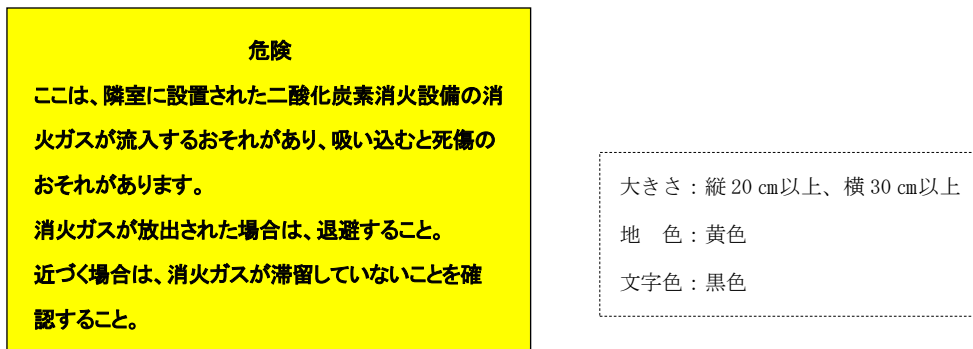 危険
ここは、隣室に設置された二酸化炭素消火設備の消
火ガスが流入するおそれがあり、吸い込むと死傷の
おそれがあります。
消火ガスが放出された場合は、退避すること。
近づく場合は、消火ガスが滞留していないことを確
認すること。
大きさ：縦 20 ㎝以上、横 30 ㎝以上
地　色：黄色
文字色：黒色